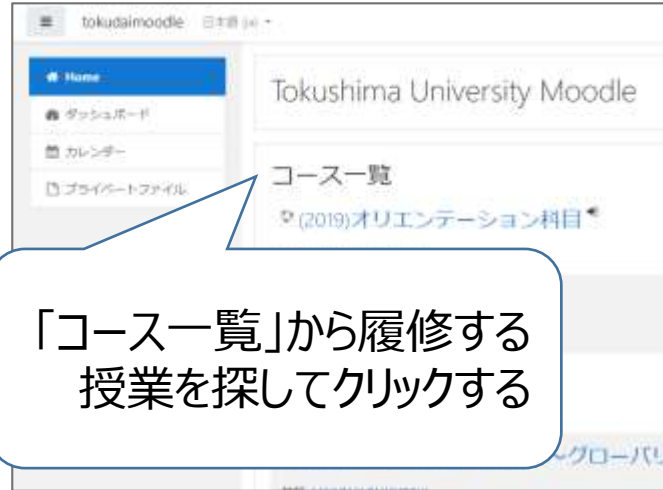 tokudaimoodle 日本語 (ja)
Home
ダッシュボード
カレンダー
プライベートファイル
Tokushima University Moodle
コース一覧
(2019)オリエンテーション科目
「コース一覧」から履修する
授業を探してクリックする
～グローバリ